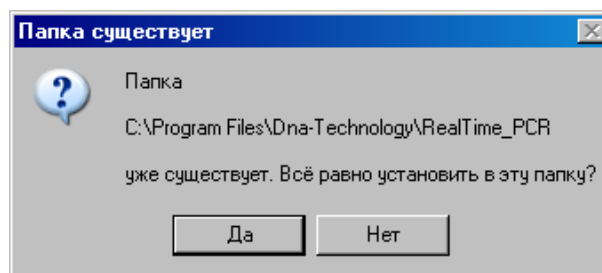 Папка существует
Папка
C:\Program Files\Dna-Technology\RealTime_PCR
уже существует. Всё равно установить в эту папку?
Да
Нет